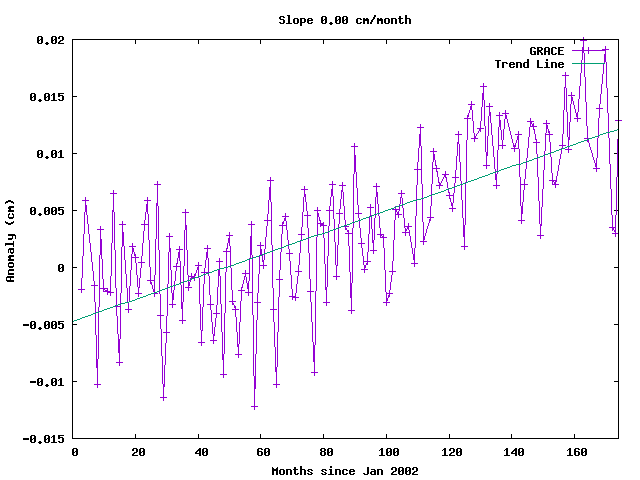 Slope 0.00 cm/month
GRACE
Trend Line
Anomaly (cm)
0.02
0.015
0.01
0.005
0
-0.005
-0.01
-0.015
0 20 40 60 80 100 120 140 160
Months since Jan 2002